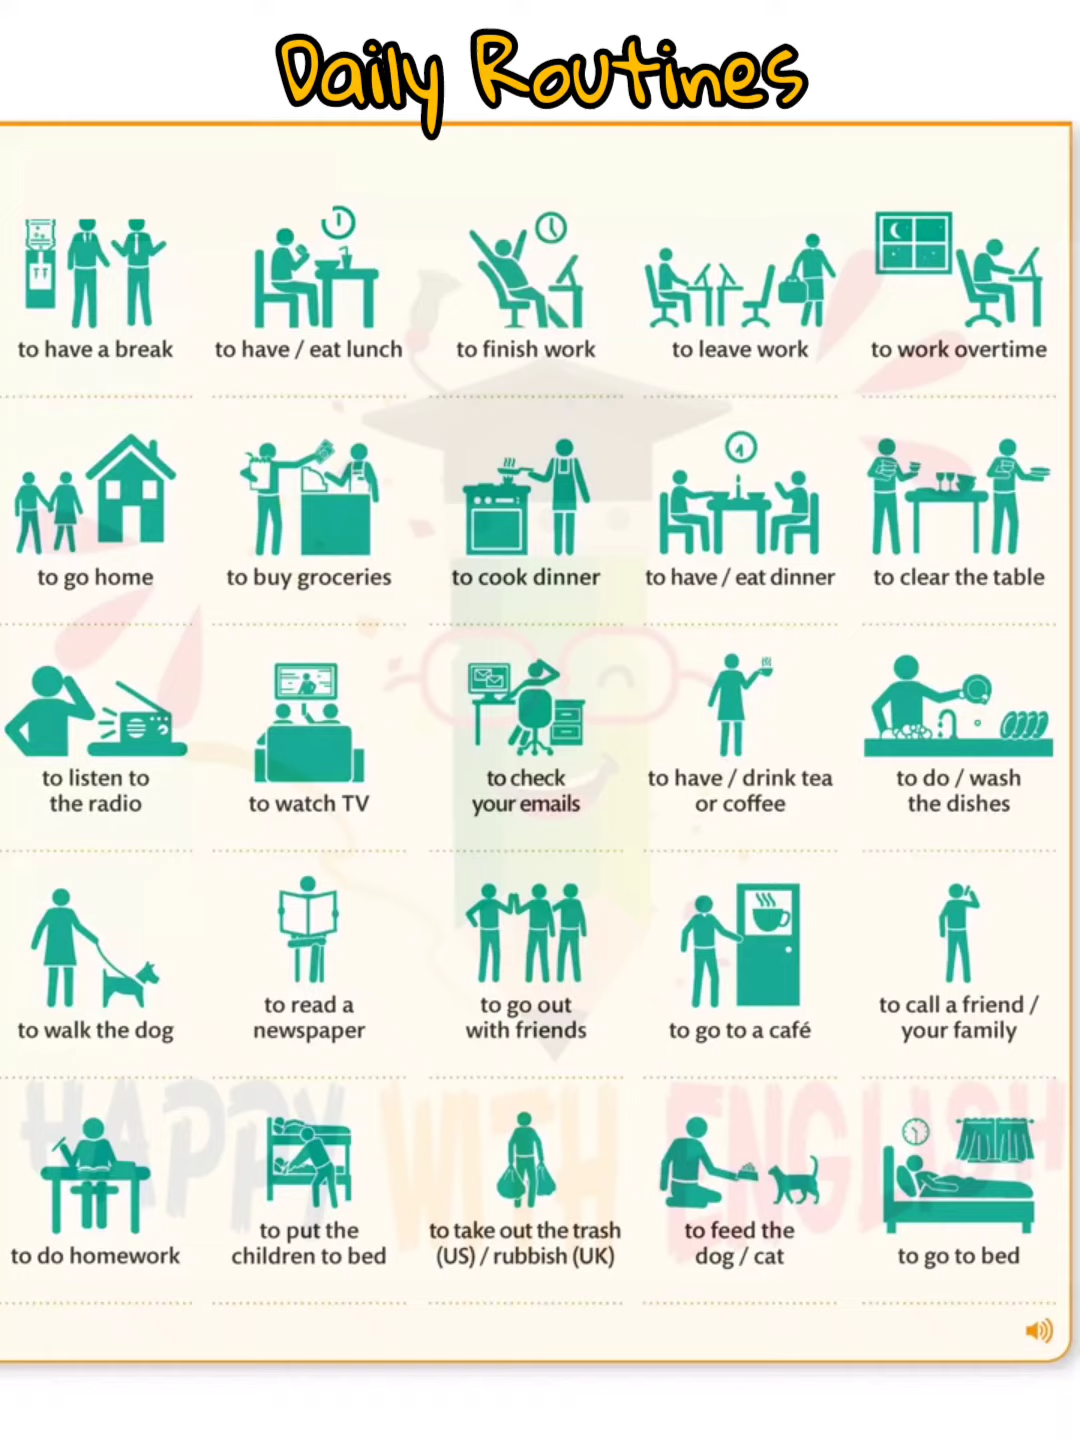 Daily Routines
to have a break
to have / eat lunch
to finish work
to leave work
to work overtime
to go home
to buy groceries
to cook dinner
to have / eat dinner
to clear the table
to listen to
the radio
to watch TV
to check
your emails
to have / drink tea
or coffee
to do / wash
the dishes
to walk the dog
to read a
newspaper
to go out
with friends
to go to a café
to call a friend /
your family
HAPPY WITH ENGLISH
to do homework
to put the
children to bed
to take out the trash
(US) / rubbish (UK)
to feed the
dog / cat
to go to bed